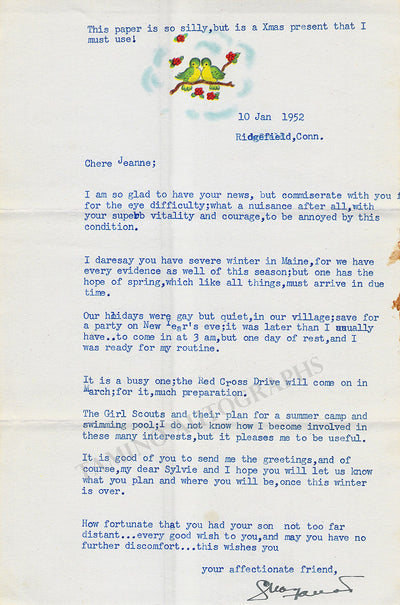 This paper is so silly,but is a Xmas present that I
must use!
10 Jan 1952
Ridgefield,Conn.
Chere Jeanne;
I am so glad to have your news, but commiserate with you
for the eye difficulty;what a nuisance after all,with
your superb vitality and courage,to be annoyed by this
condition.
I daresay you have severe winter in Maine,for we have
every evidence as well of this season;but one has the
hope of spring,which like all things,must arrive in due
time.
Our hlidays were gay but quiet,in our village;save for
a party on New Year's eve;it was later than I usually
have..to come in at 3 am,but one day of rest,and I
was ready for my routine.
It is a busy one;the Red Cross Drive will come on in
March;for it,much preparation.
The Girl Scouts and their plan for a summer camp and
swimming pool;I do not know how I become involved in
these many interests,but it pleases me to be useful.
It is good of you to send me the greetings,and of
course,my dear Sylvie and I hope you will let us know
what you plan and where you will be,once this winter
is over.
How fortunate that you had your son not too far
distant...every good wish to you,and may you have no
further discomfort...this wishes you
your affectionate friend,
TAMINO AUTOGRAPHS